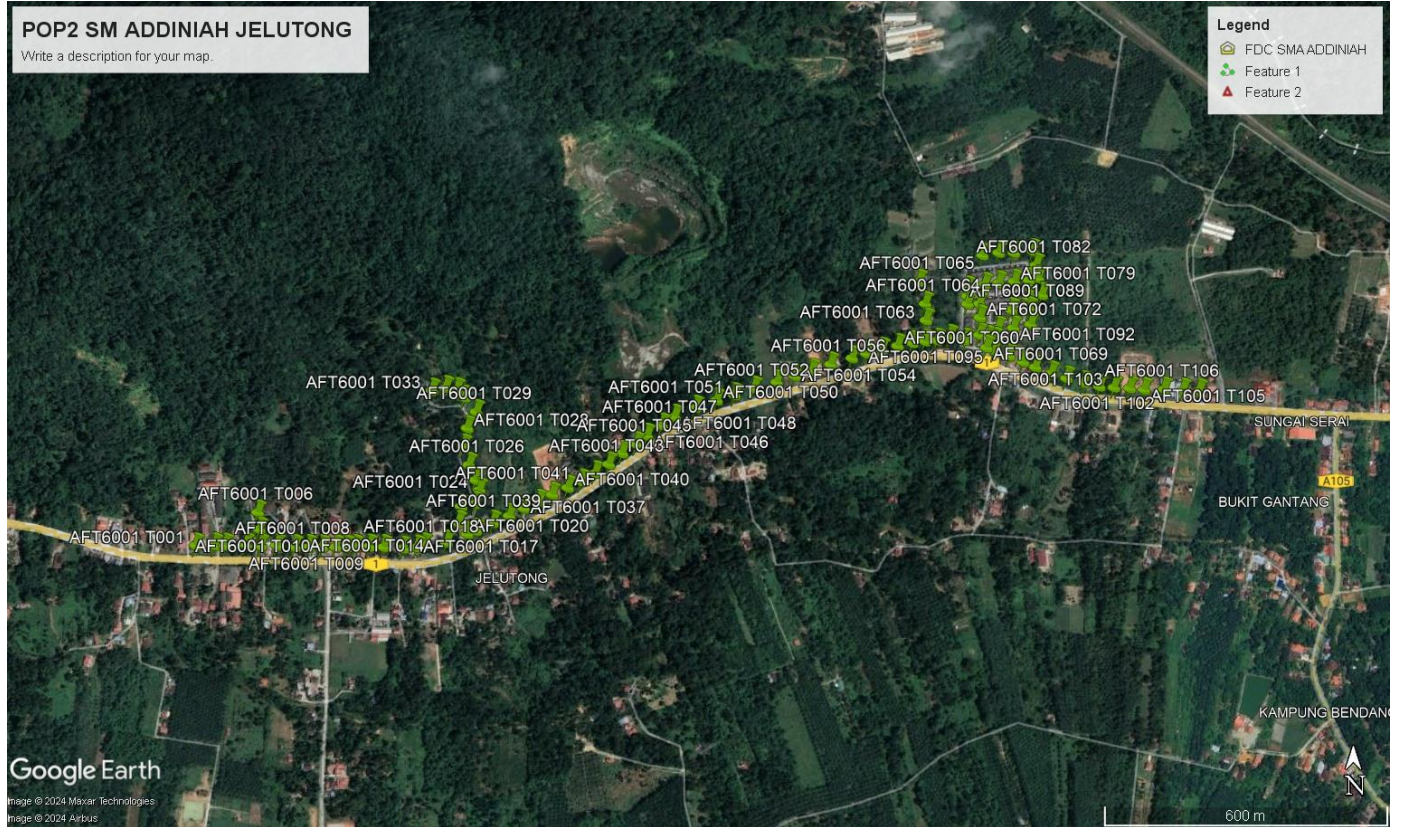 POP2 SM ADDINIAH JELUTONG
Write a description for your map.
Legend
FDC SMA ADDINIAH
Feature 1
Feature 2
AFT6001 T082
AFT6001 T065
AFT6001 T079
AFT6001 T064
AFT6001 T089
AFT6001 T063
AFT6001 T072
AFT6001 T060
AFT6001 T092
AFT6001 T056
AFT6001 T095
AFT6001 T069
AFT6001 T052
AFT6001 T054
AFT6001 T103
AFT6001 T106
AFT6001 T033
AFT6001 T029
AFT6001 T051
AFT6001 T050
AFT6001 T102
AFT6001 T105
AFT6001 T047
AFT6001 T023
AFT6001 T045
AFT6001 T048
SUNGAI SERAI
AFT6001 T026
AFT6001 T043
AFT6001 T046
AFT6001 T024
AFT6001 T041
AFT6001 T040
A105
AFT6001 T006
AFT6001 T039
AFT6001 T037
BUKIT GANTANG
AFT6001 T001
AFT6001 T008
AFT6001 T018
AFT6001 T020
AFT6001 T010
AFT6001 T014
AFT6001 T017
AFT6001 T009
1
1
JELUTONG
KAMPUNG BENDANG
Google Earth
Image © 2024 Maxar Technologies
Image © 2024 Airbus
N
600 m